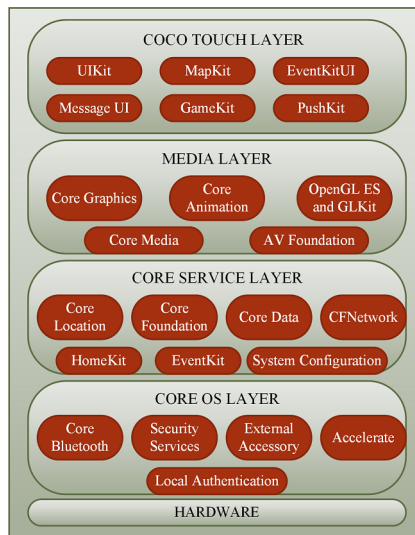 COCO TOUCH LAYER
UIKit MapKit EventKitUI
Message UI GameKit PushKit
MEDIA LAYER
Core Graphics
Core
Animation
OpenGL ES
and GLKit
Core Media AV Foundation
CORE SERVICE LAYER
Core
Location
Core
Foundation
Core Data CFNetwork
HomeKit EventKit System Configuration
CORE OS LAYER
Core
Bluetooth
Security
Services
External
Accessory
Accelerate
Local Authentication
HARDWARE